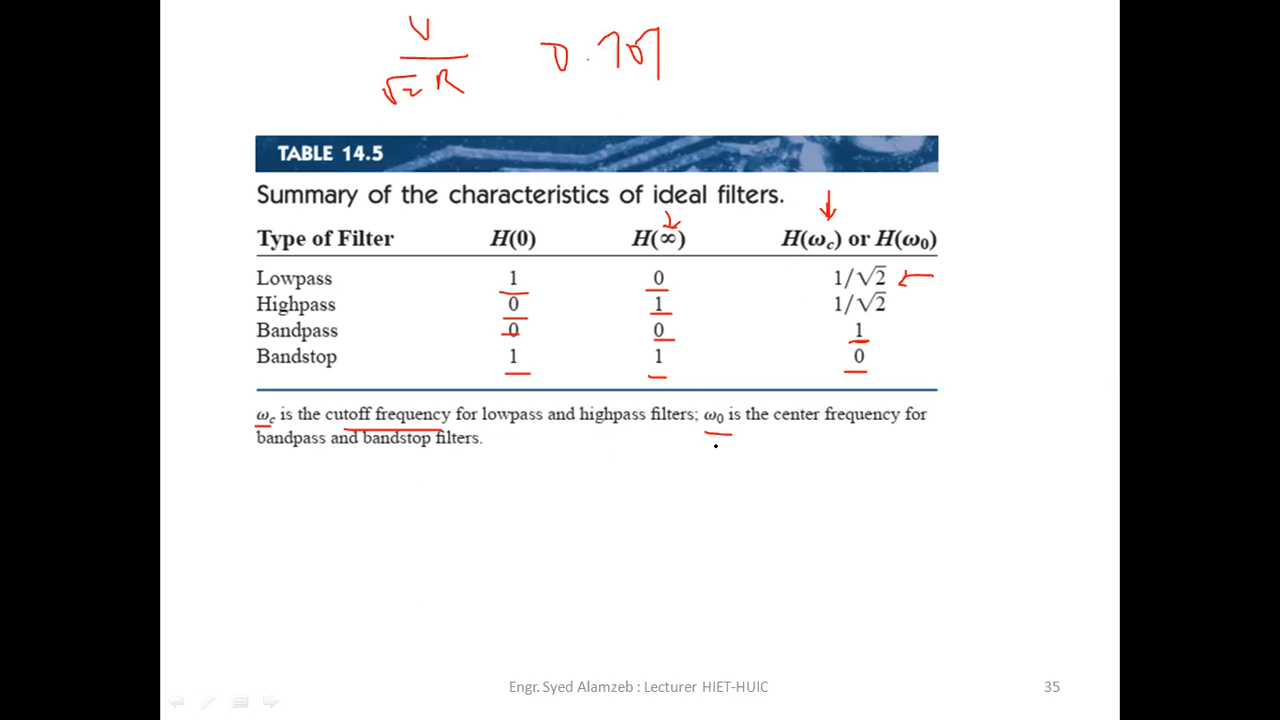 V
√2 R
0.707
TABLE 14.5
Summary of the characteristics of ideal filters.
Type of Filter H(0) H(∞) H(ω_c) or H(ω_0)
Lowpass 1 0 1/√2
Highpass 0 1 1/√2
Bandpass 0 0 1
Bandstop 1 1 0
ω_c is the cutoff frequency for lowpass and highpass filters; ω_0 is the center frequency for
bandpass and bandstop filters.
Engr. Syed Alamzeb : Lecturer HIET-HUIC 35